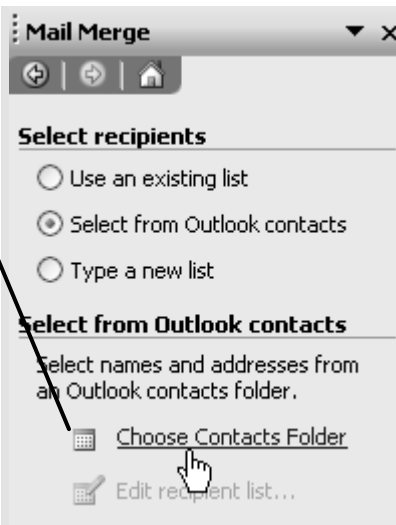 Mail Merge
Select recipients
Use an existing list
Select from Outlook contacts
Type a new list
Select from Outlook contacts
Select names and addresses from
an Outlook contacts folder.
Choose Contacts Folder
Edit recipient list...